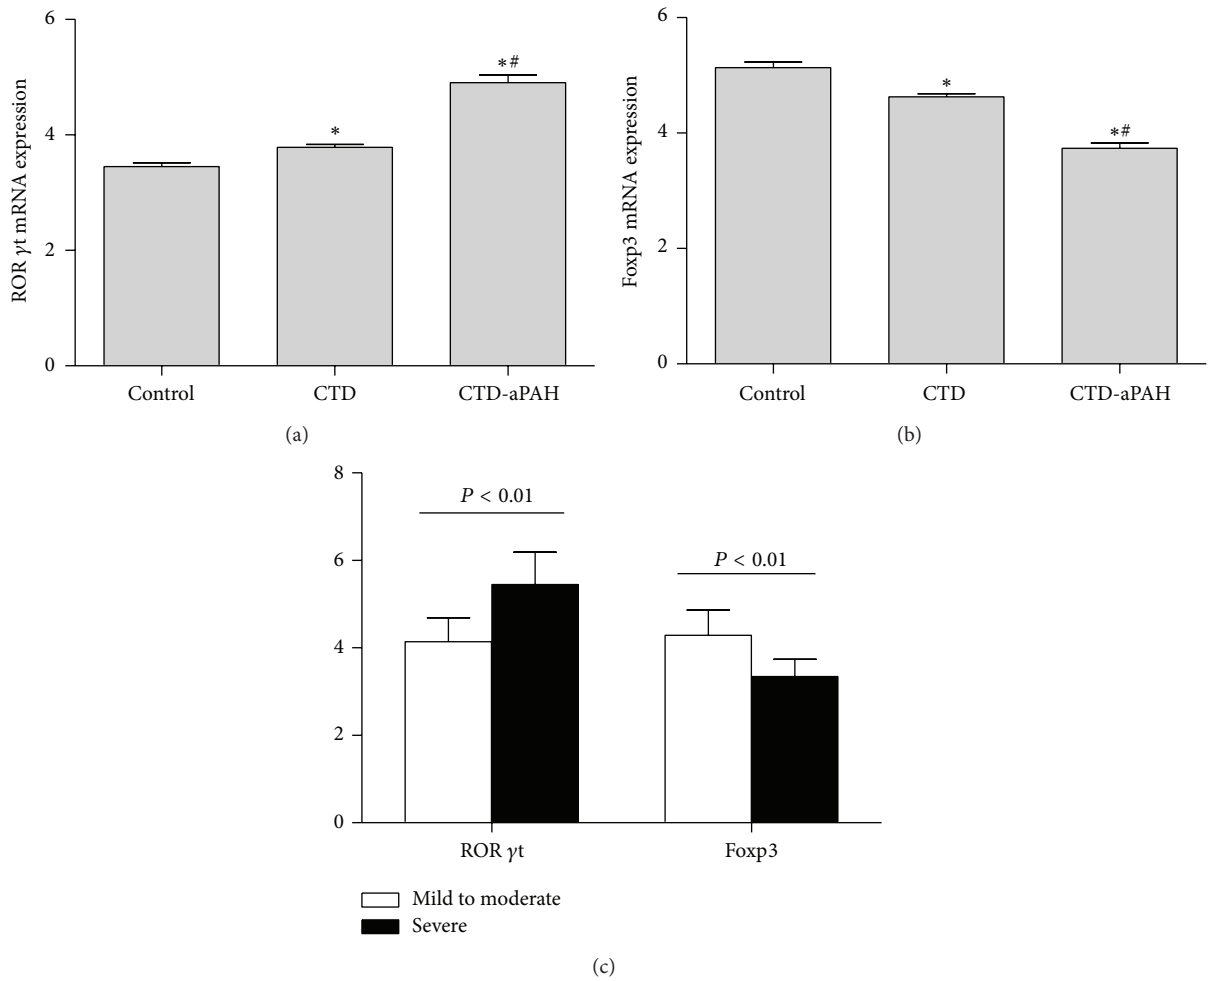 ROR γt mRNA expression
6
4
2
0
*
*#
Control
CTD
CTD-aPAH
(a)
Foxp3 mRNA expression
6
4
2
0
*
*#
Control
CTD
CTD-aPAH
(b)
8
6
4
2
0
P < 0.01
P < 0.01
ROR γt
Foxp3
Mild to moderate
Severe
(c)